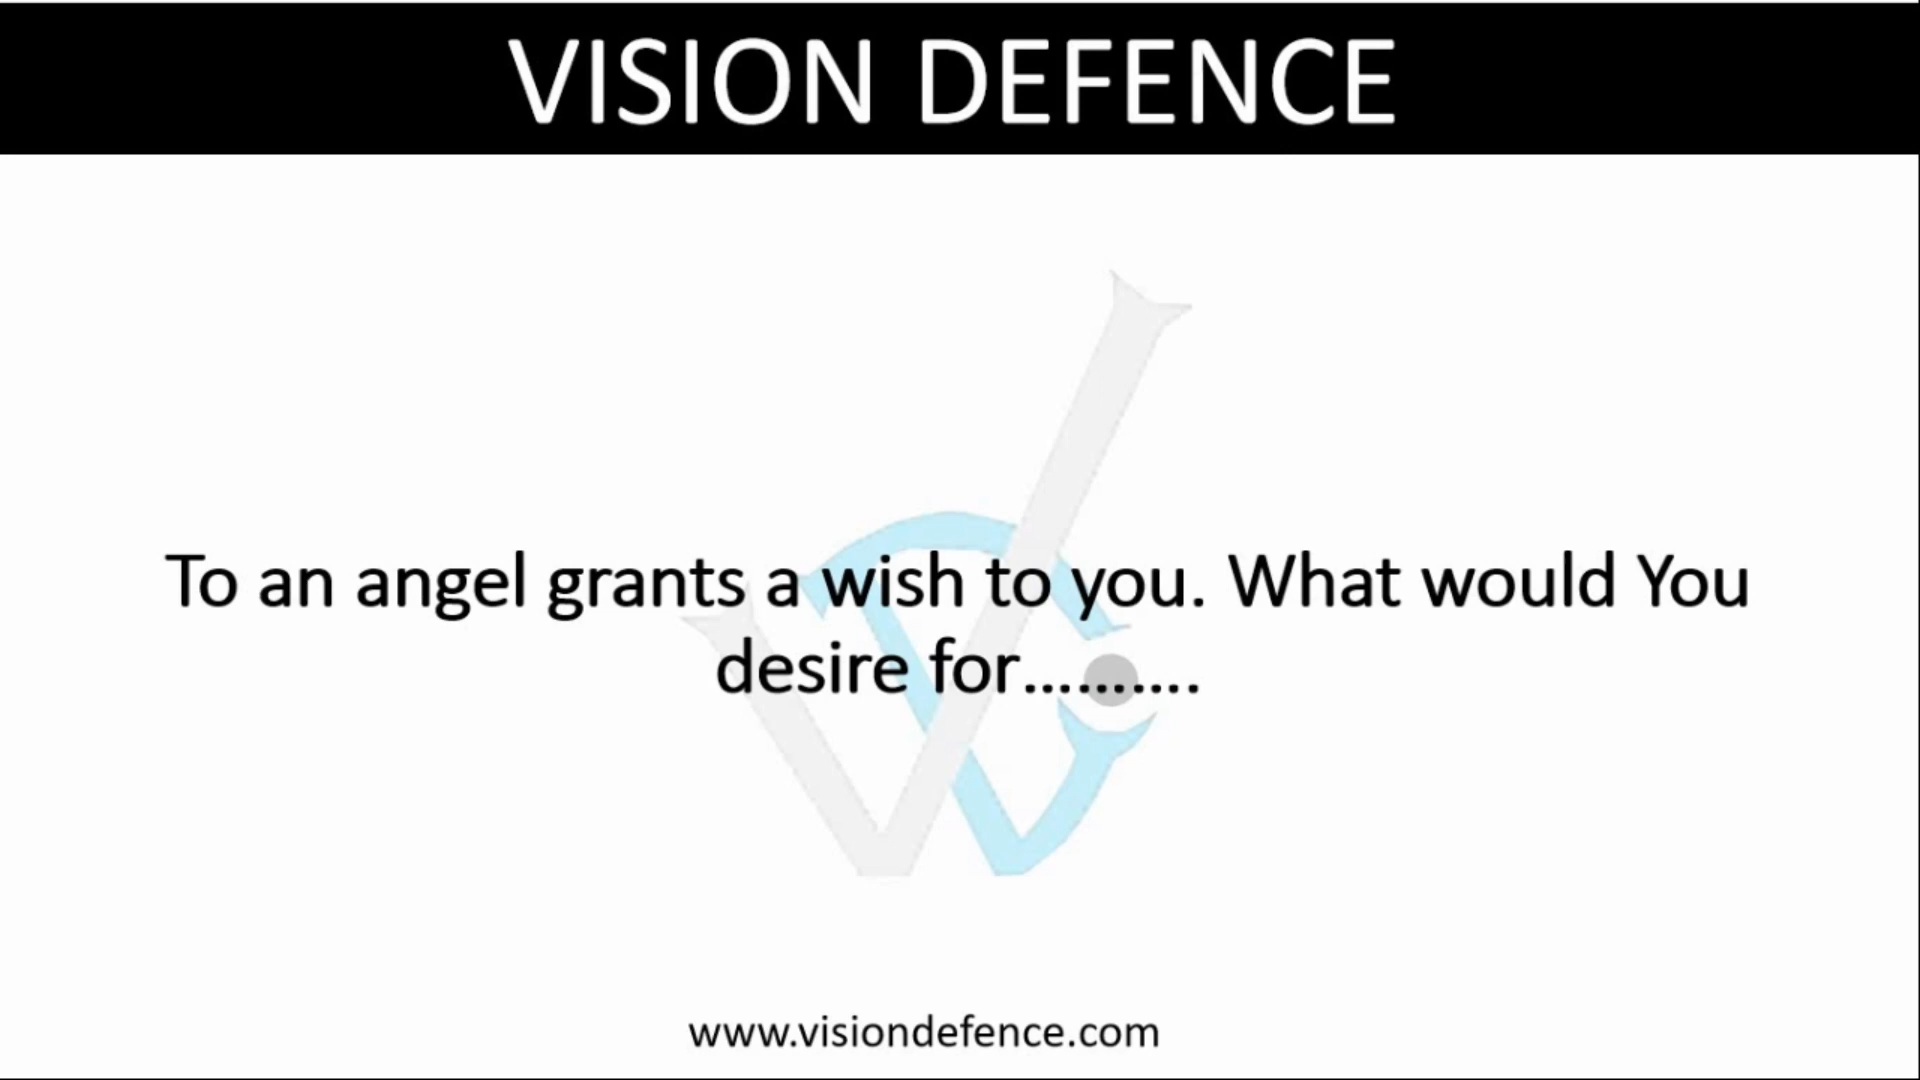 VISION DEFENCE
To an angel grants a wish to you. What would You
desire for..........
www.visiondefence.com